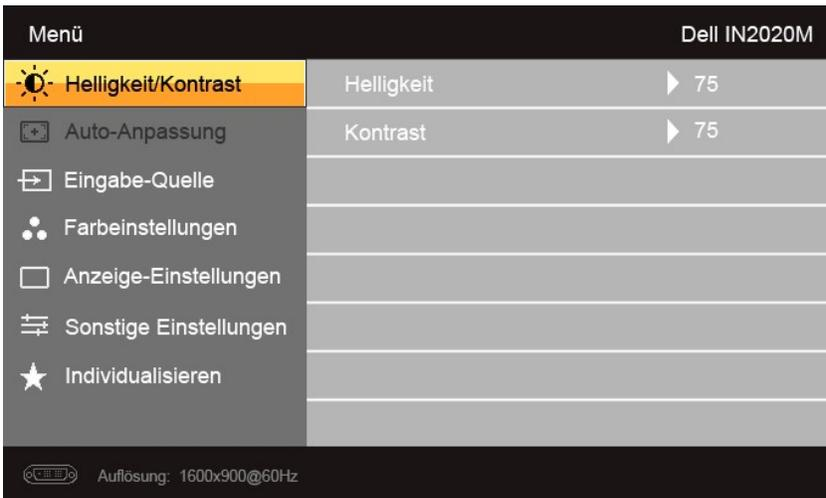 Menü Dell IN2020M
Helligkeit/Kontrast Helligkeit 75
Auto-Anpassung Kontrast 75
Eingabe-Quelle
Farbeinstellungen
Anzeige-Einstellungen
Sonstige Einstellungen
Individualisieren
Auflösung: 1600x900@60Hz